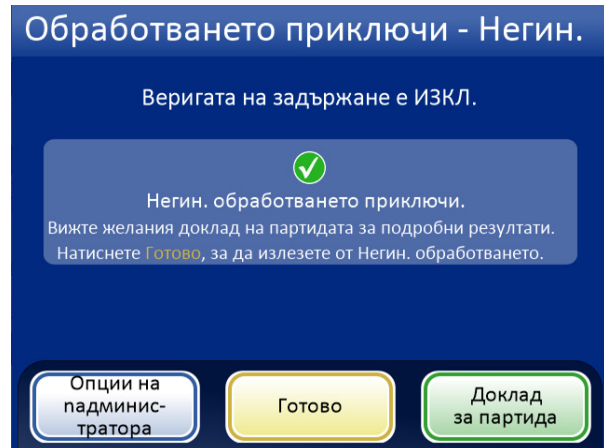 Обработването приключи - Негин.
Веригата на задържане е ИЗКЛ.
Негин. обработването приключи.
Вижте желания доклад на партидата за подробни резултати.
Натиснете Готово, за да излезете от Негин. обработването.
Опции на
падминис-
тратора
Готово
Доклад
за партида